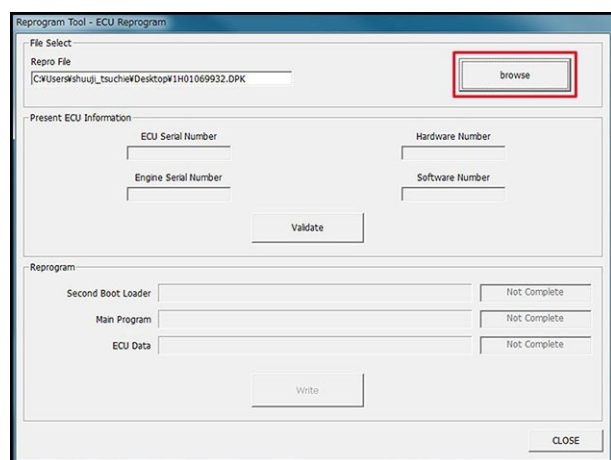 Reprogram Tool - ECU Reprogram
File Select
Repro File
C:¥Users¥shuuji_tsuchie¥Desktop¥1H01069932.DPK
browse
Present ECU Information
ECU Serial Number
Hardware Number
Engine Serial Number
Software Number
Validate
Reprogram
Second Boot Loader
Not Complete
Main Program
Not Complete
ECU Data
Not Complete
Write
CLOSE